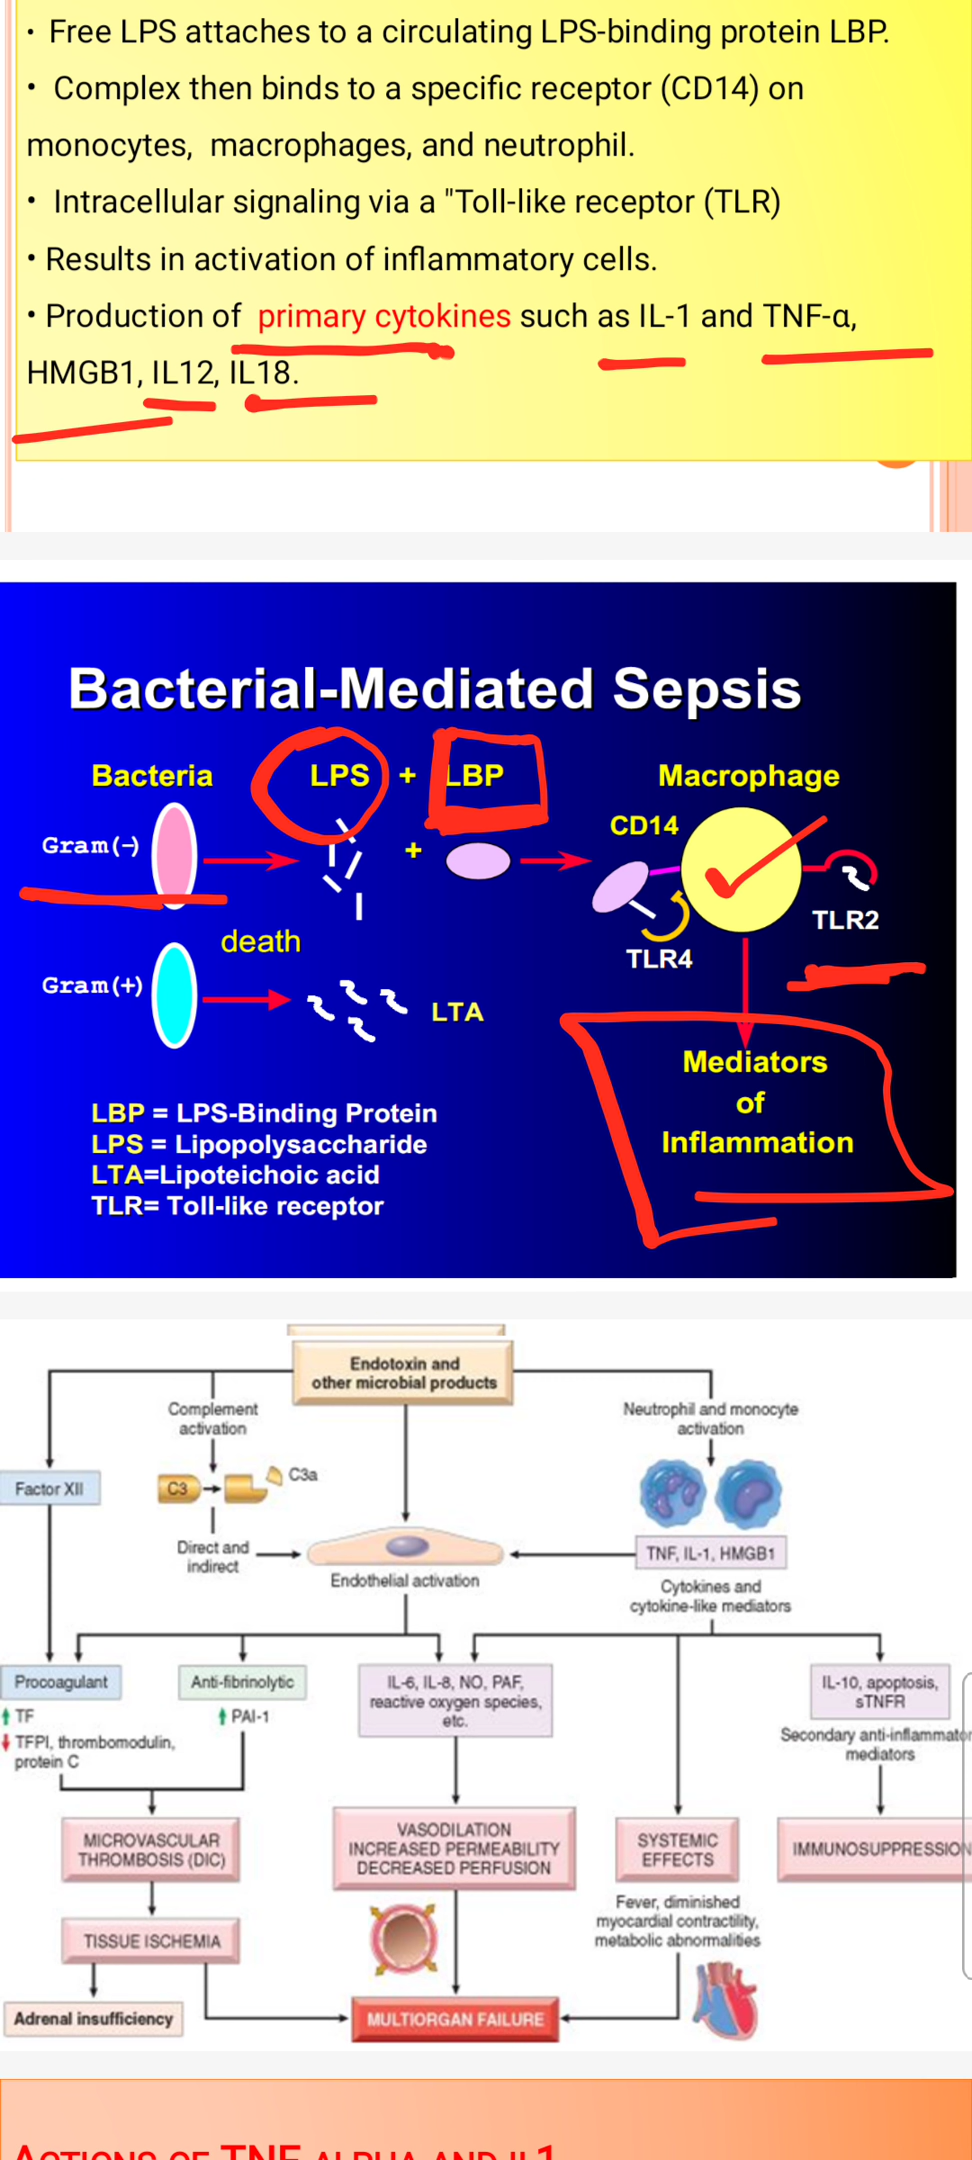 • Free LPS attaches to a circulating LPS-binding protein LBP.
• Complex then binds to a specific receptor (CD14) on
monocytes, macrophages, and neutrophil.
• Intracellular signaling via a "Toll-like receptor (TLR)
• Results in activation of inflammatory cells.
• Production of primary cytokines such as IL-1 and TNF-α,
HMGB1, IL12, IL18.
Bacterial-Mediated Sepsis
Bacteria
LPS + LBP
Macrophage
CD14
Gram(-)
+
TLR2
TLR4
death
Gram(+)
LTA
Mediators
of
Inflammation
LBP = LPS-Binding Protein
LPS = Lipopolysaccharide
LTA=Lipoteichoic acid
TLR= Toll-like receptor
Endotoxin and
other microbial products
Complement
activation
Neutrophil and monocyte
activation
Factor XII
C3
C3a
Direct and
indirect
Endothelial activation
TNF, IL-1, HMGB1
Cytokines and
cytokine-like mediators
Procoagulant
TF
TFPI, thrombomodulin,
protein C
Anti-fibrinolytic
PAI-1
IL-6, IL-8, NO, PAF,
reactive oxygen species,
etc.
IL-10, apoptosis,
sTNFR
Secondary anti-inflammator
mediators
MICROVASCULAR
THROMBOSIS (DIC)
VASODILATION
INCREASED PERMEABILITY
DECREASED PERFUSION
SYSTEMIC
EFFECTS
IMMUNOSUPPRESSION
Fever, diminished
myocardial contractility,
metabolic abnormalities
TISSUE ISCHEMIA
Adrenal insufficiency
MULTIORGAN FAILURE
ACTIONS OF TNF ALPHA AND IL1